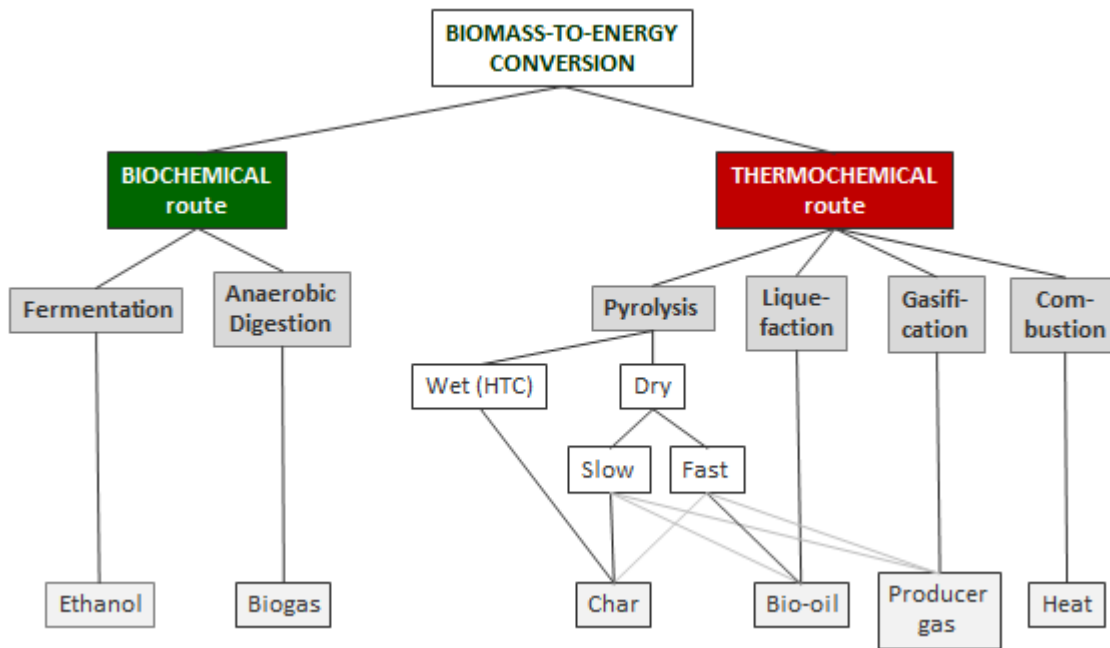 BIOMASS-TO-ENERGY
CONVERSION
BIOCHEMICAL
route
THERMOCHEMICAL
route
Fermentation
Anaerobic
Digestion
Pyrolysis
Lique-
faction
Gasifi-
cation
Com-
bustion
Wet (HTC)
Dry
Slow
Fast
Ethanol
Biogas
Char
Bio-oil
Producer
gas
Heat